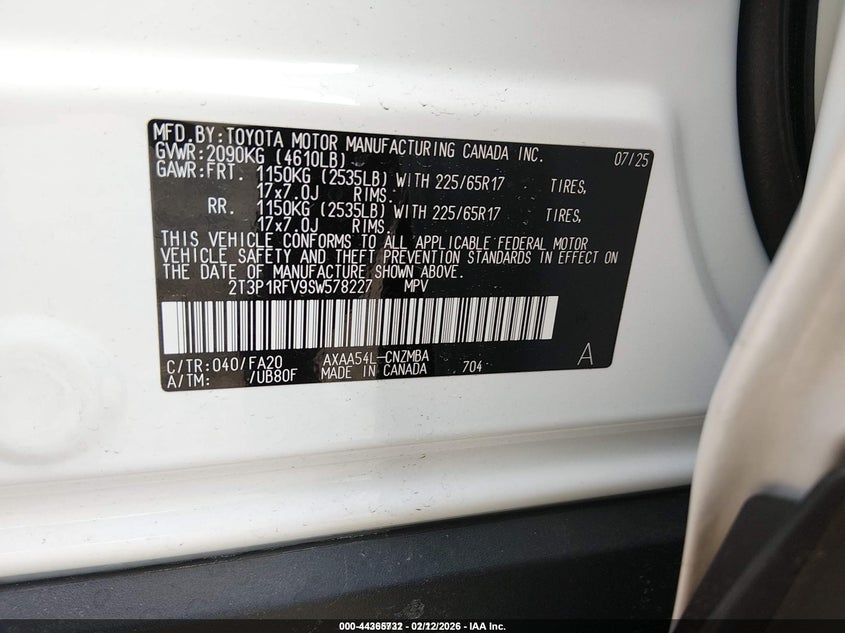 MFD.BY:TOYOTA MOTOR MANUFACTURING CANADA INC. 07/25
GVWR:2090KG (4610LB)
GAWR:FRT. 1150KG (2535LB) WITH 225/65R17 TIRES,
17x7.0J RIMS.
RR. 1150KG (2535LB) WITH 225/65R17 TIRES,
17x7.0J RIMS.
THIS VEHICLE CONFORMS TO ALL APPLICABLE FEDERAL MOTOR
VEHICLE SAFETY AND THEFT PREVENTION STANDARDS IN EFFECT ON
THE DATE OF MANUFACTURE SHOWN ABOVE.
2T3P1RFV9SW578227 MPV
C/TR:040/FA20 AXAA54L-CNZMBA A
A/TM: /UB80F MADE IN CANADA 704
000-44365732 - 02/12/2026 - IAA Inc.